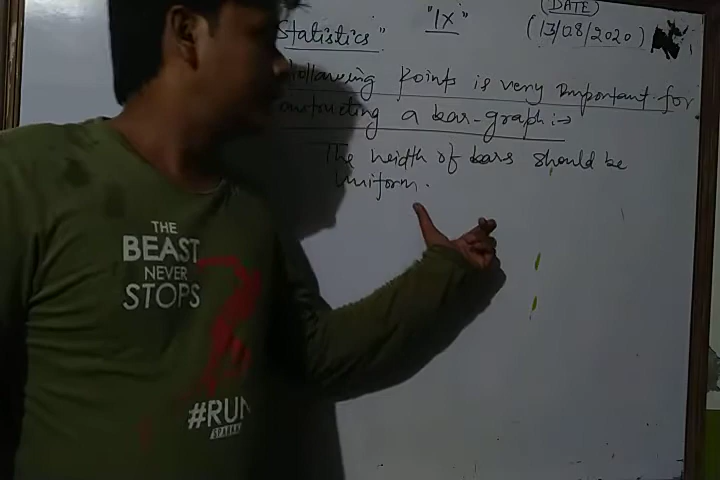 "IX"
(DATE)
Statistics"
(13/08/2020)
following points is very important for
constructing a bar-graph :→
The width of bars should be
uniform.
THE
BEAST
NEVER
STOPS
#RUN